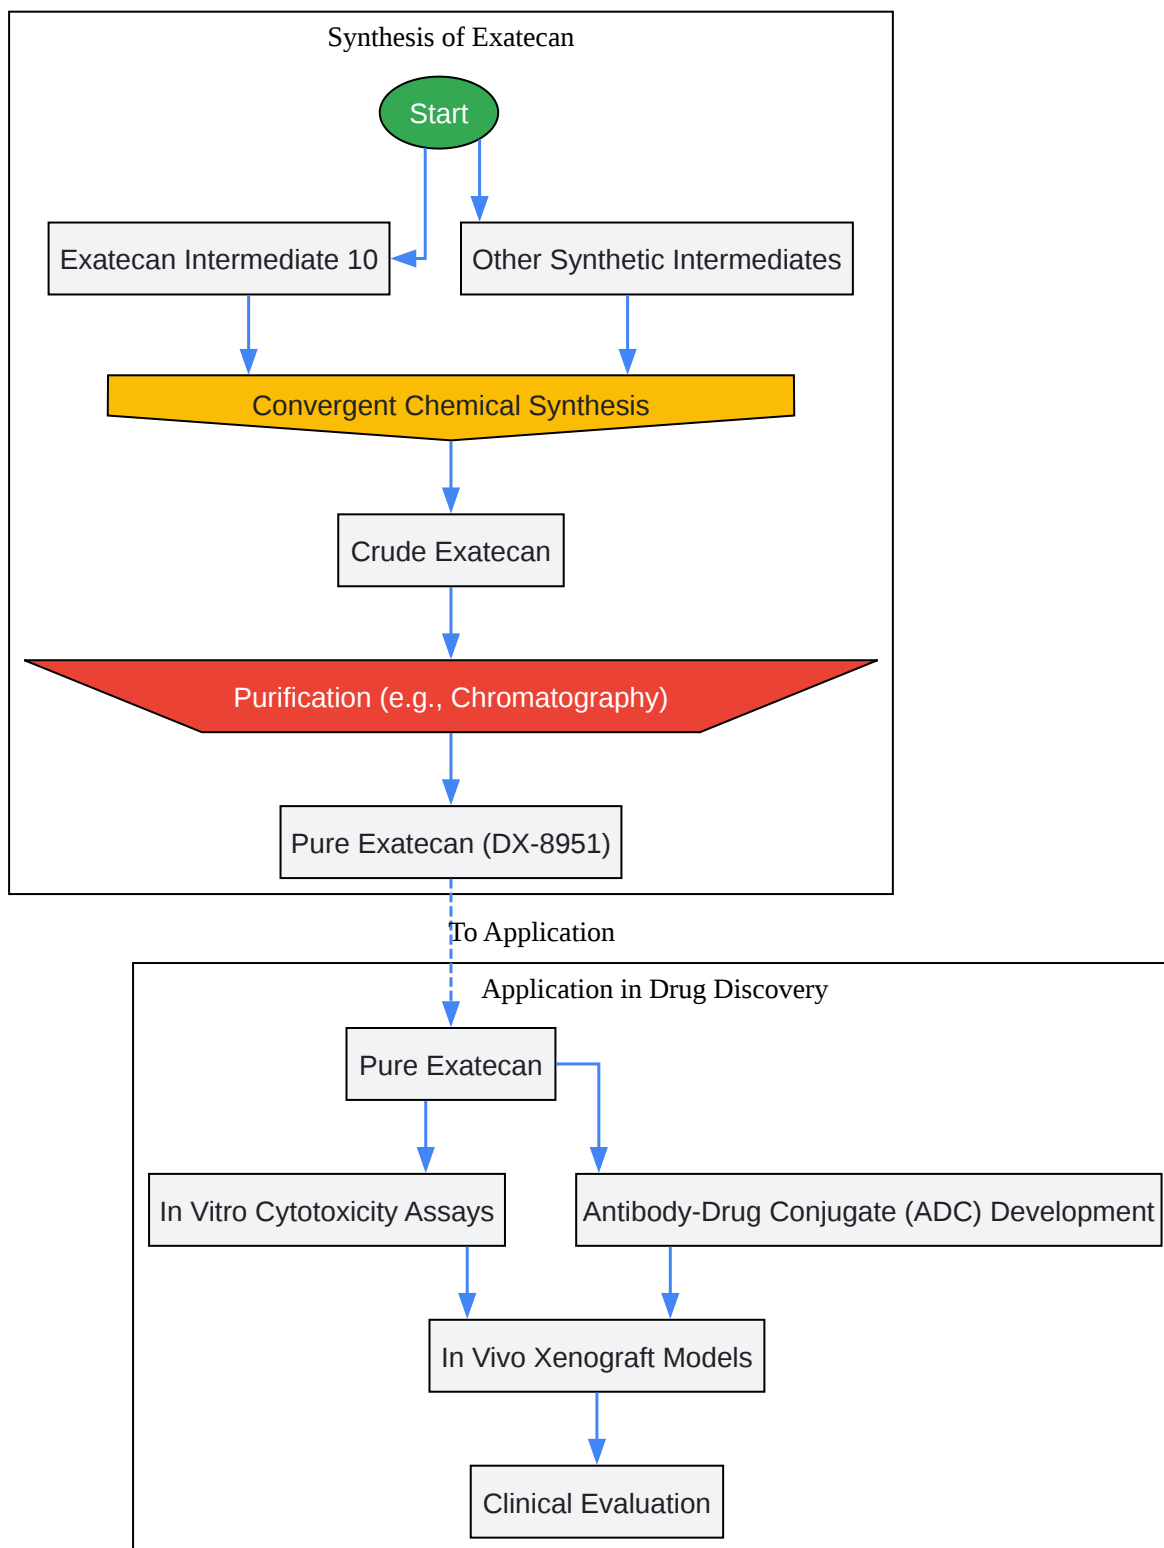 Synthesis of Exatecan
Start
Exatecan Intermediate 10
Other Synthetic Intermediates
Convergent Chemical Synthesis
Crude Exatecan
Purification (e.g., Chromatography)
Pure Exatecan (DX-8951)
To Application
Application in Drug Discovery
Pure Exatecan
In Vitro Cytotoxicity Assays
Antibody-Drug Conjugate (ADC) Development
In Vivo Xenograft Models
Clinical Evaluation